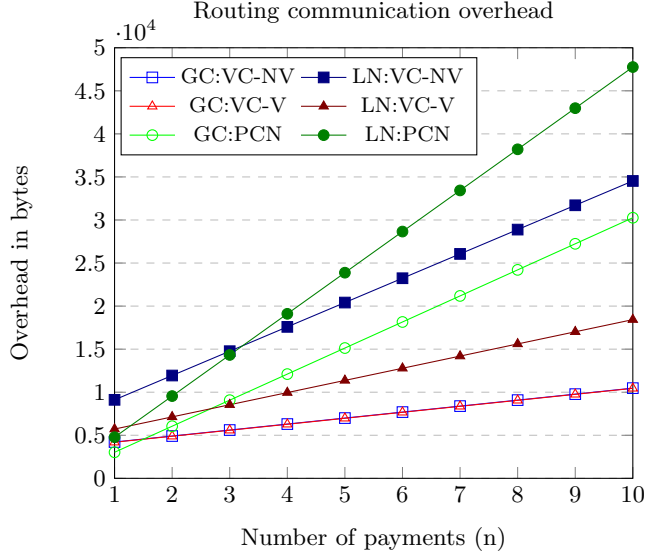 Routing communication overhead
·10⁴
5
4.5
4
3.5
3
2.5
2
1.5
1
0.5
0
Overhead in bytes
GC:VC-NV LN:VC-NV
GC:VC-V LN:VC-V
GC:PCN LN:PCN
1 2 3 4 5 6 7 8 9 10
Number of payments (n)